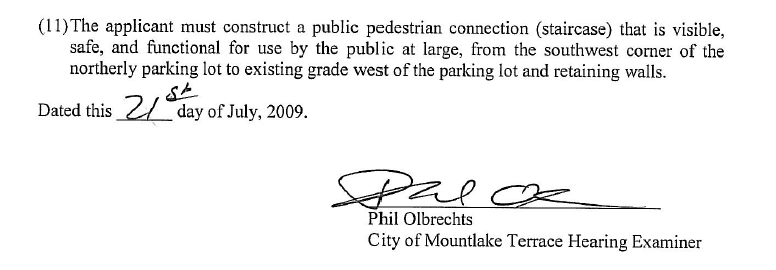 (11)The applicant must construct a public pedestrian connection (staircase) that is visible,
safe, and functional for use by the public at large, from the southwest corner of the
northerly parking lot to existing grade west of the parking lot and retaining walls.
Dated this 21st day of July, 2009.
Phil Ol
Phil Olbrechts
City of Mountlake Terrace Hearing Examiner